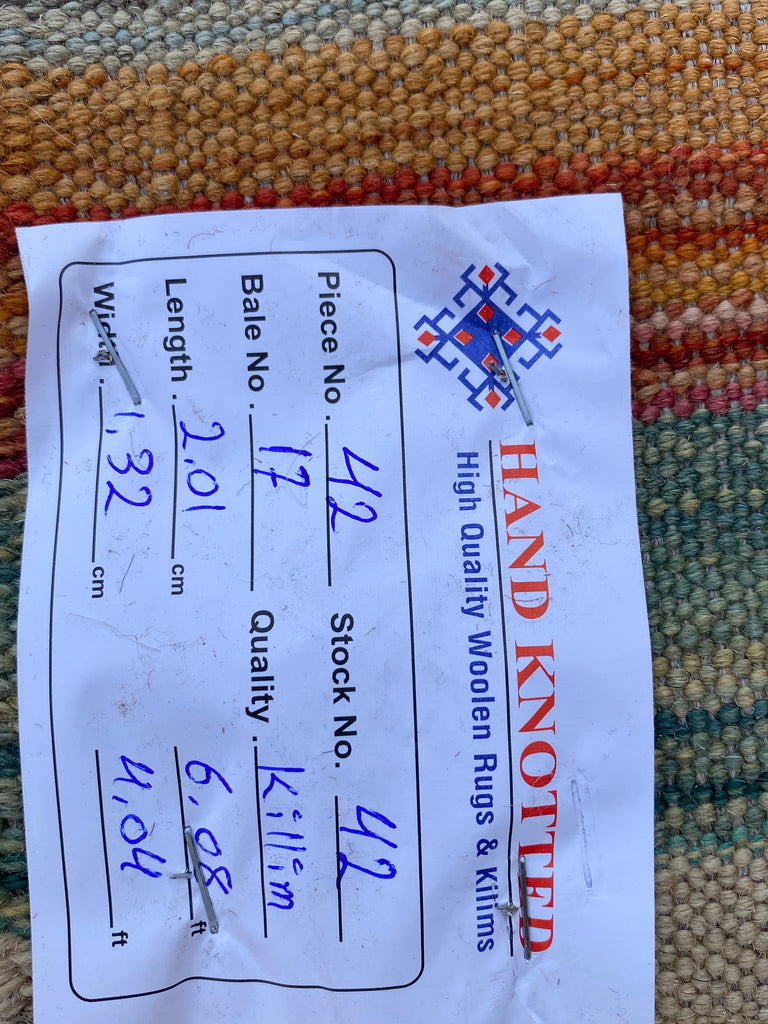 HAND KNOTTED
High Quality Woolen Rugs & Kilims
Piece No. 42 Stock No. 42
Bale No. 17 Quality. Killim
Length. 2,01 cm 6,08 ft
Width. 1,32 cm 4,04 ft